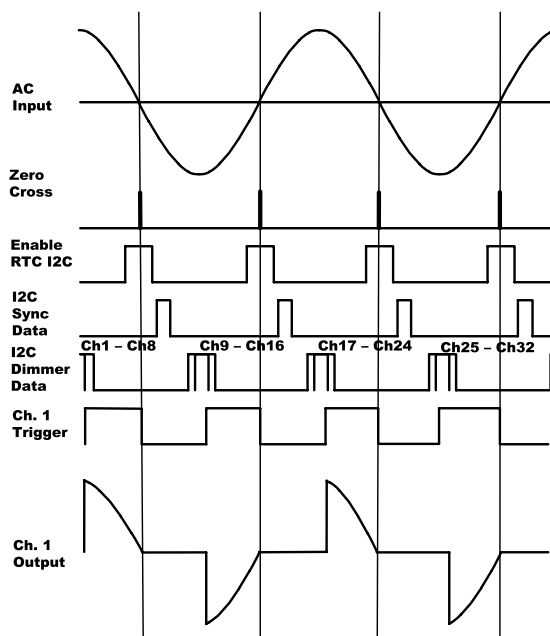 AC
Input
Zero
Cross
Enable
RTC I2C
I2C
Sync
Data
Ch1 – Ch8 Ch9 – Ch16 Ch17 – Ch24 Ch25 – Ch32
I2C
Dimmer
Data
Ch. 1
Trigger
Ch. 1
Output